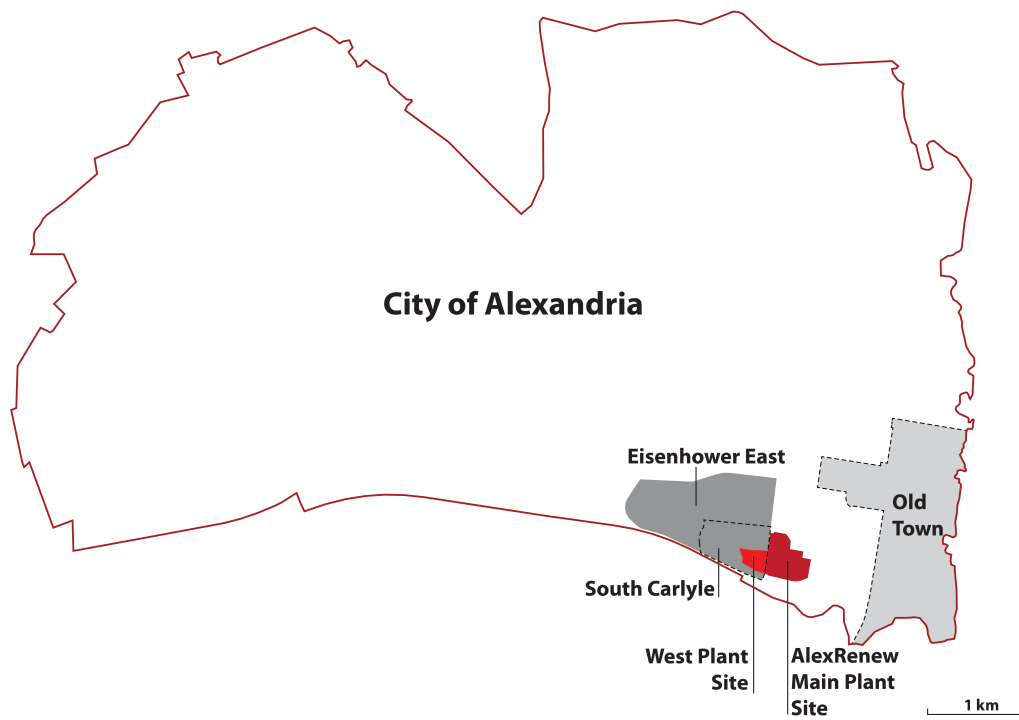 City of Alexandria
Eisenhower East
Old
Town
South Carlyle
West Plant
Site
AlexRenew
Main Plant
Site
1 km